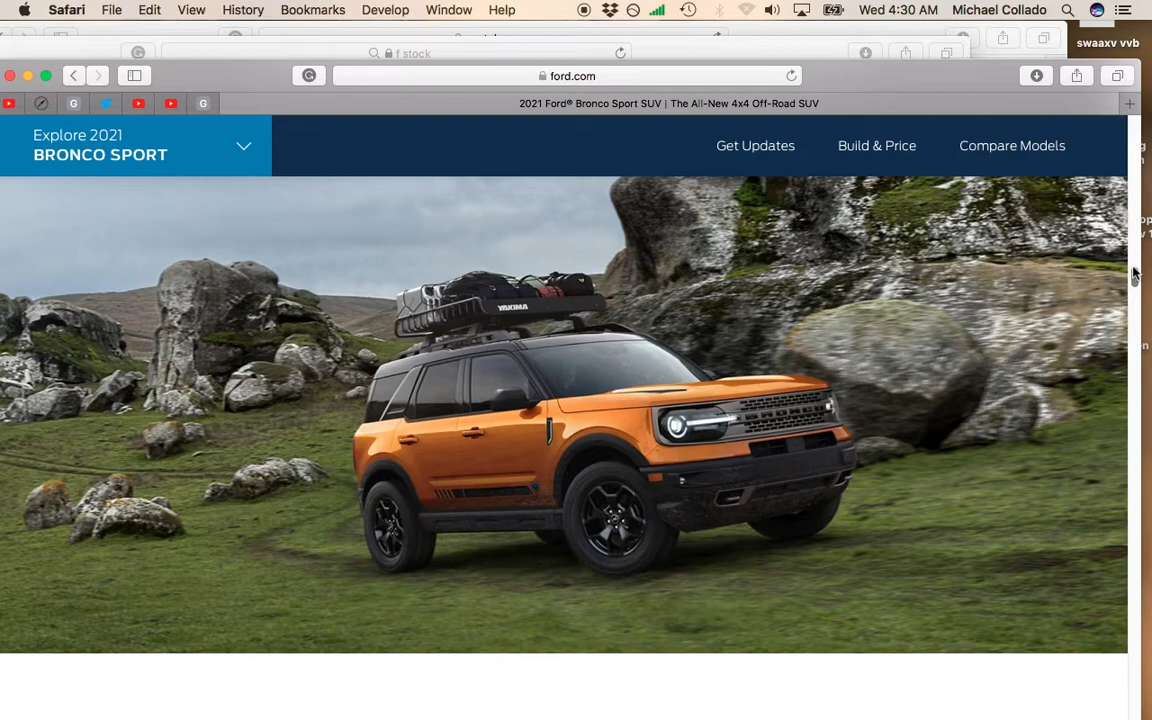 Safari File Edit View History Bookmarks Develop Window Help Wed 4:30 AM Michael Collado
swaaxv vvb
f stock
ford.com
2021 Ford® Bronco Sport SUV | The All-New 4x4 Off-Road SUV
Explore 2021
BRONCO SPORT
Get Updates Build & Price Compare Models
YAKIMA
BRONCO